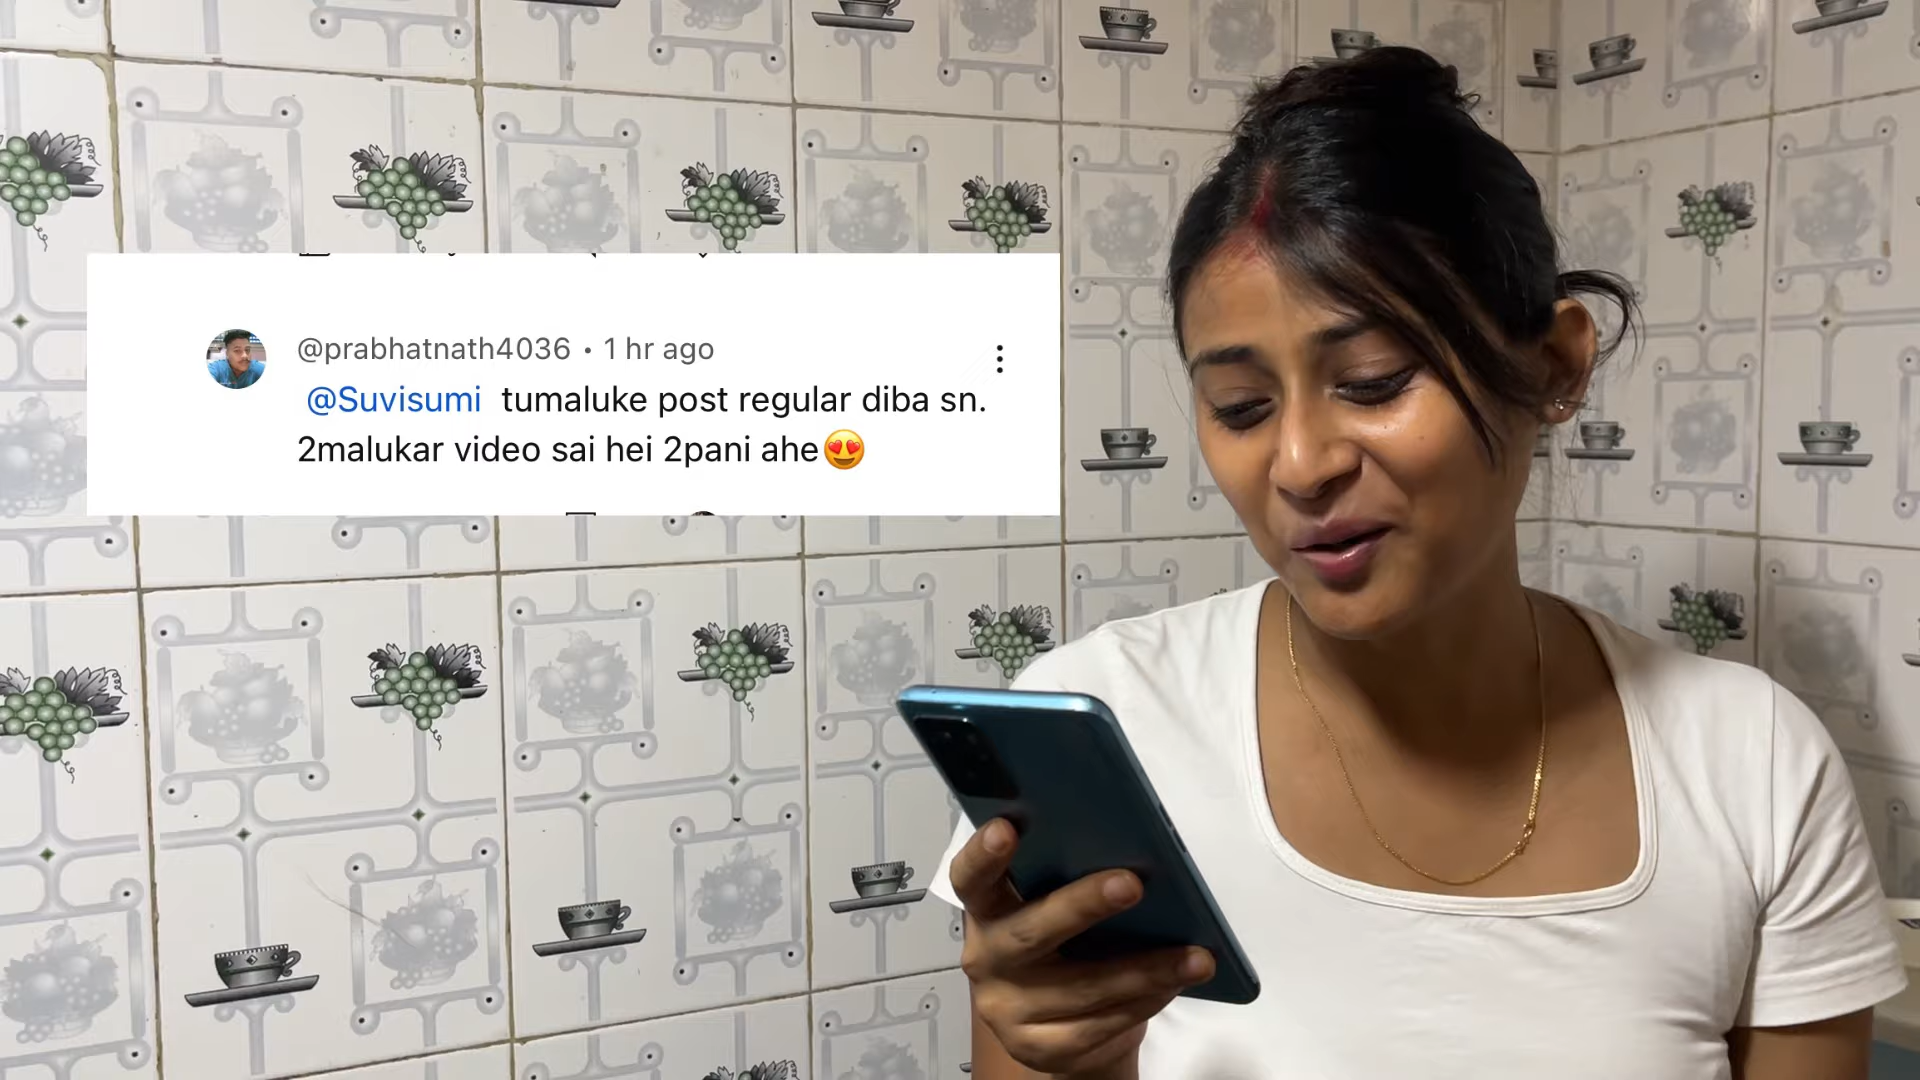 @prabhatnath4036 • 1 hr ago
@Suvisumi tumaluke post regular diba sn.
2malukar video sai hei 2pani ahe😍